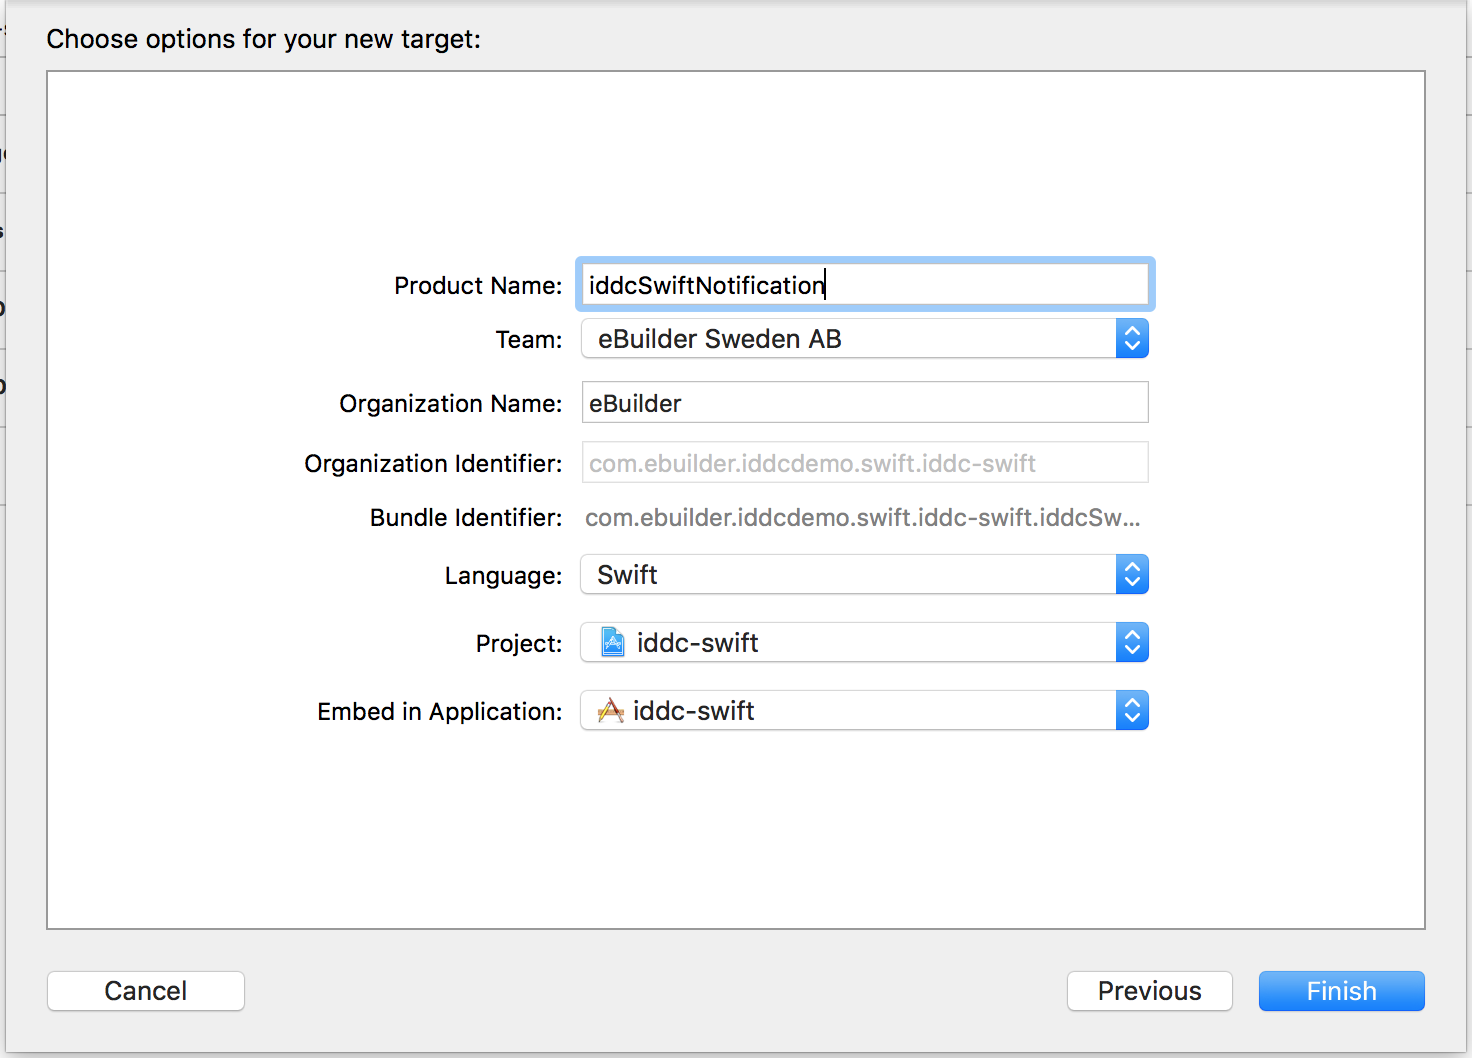 Choose options for your new target:
Product Name: iddcSwiftNotification
Team: eBuilder Sweden AB
Organization Name: eBuilder
Organization Identifier: com.ebuilder.iddcdemo.swift.iddc-swift
Bundle Identifier: com.ebuilder.iddcdemo.swift.iddc-swift.iddcSw...
Language: Swift
Project: iddc-swift
Embed in Application: iddc-swift
Cancel Previous Finish